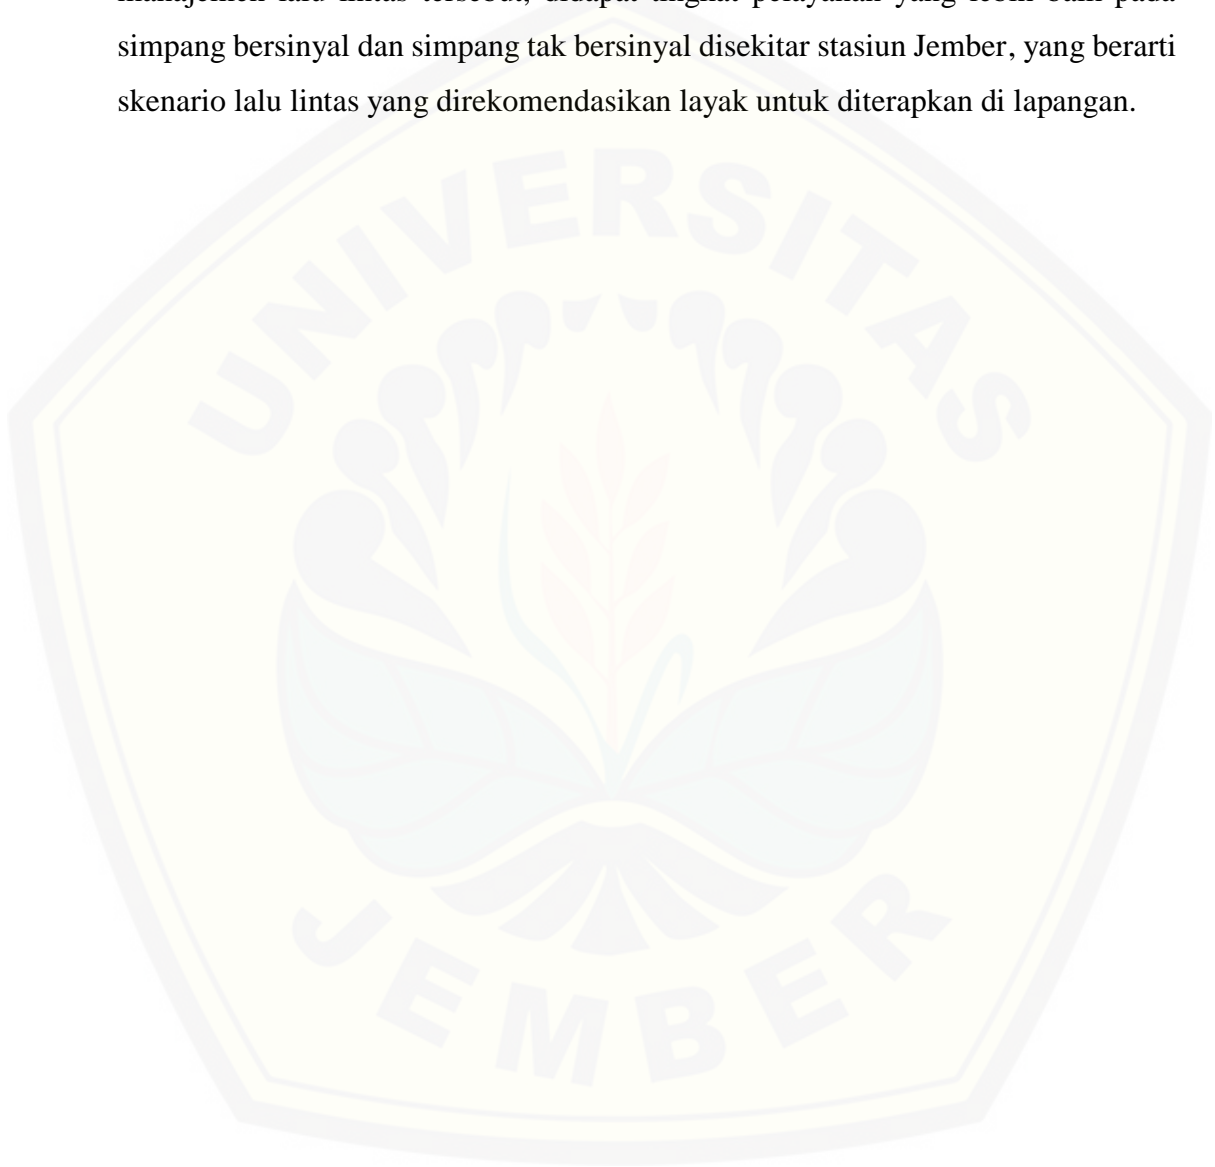 manajemen lalu lintas tersebut, didapat tingkat pelayanan yang lebih baik pada
simpang bersinyal dan simpang tak bersinyal disekitar stasiun Jember, yang berarti
skenario lalu lintas yang direkomendasikan layak untuk diterapkan di lapangan.
UNIVERSITAS
JEMBER